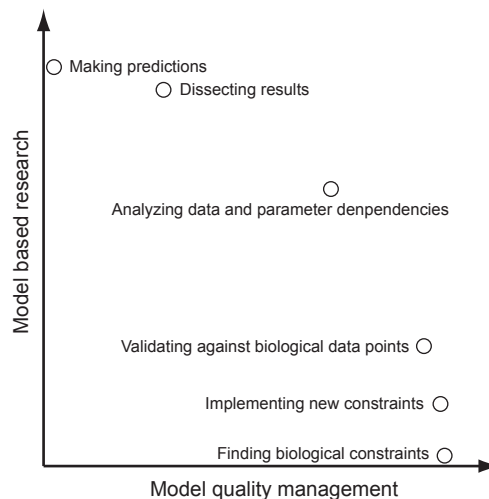 Making predictions
Dissecting results
Analyzing data and parameter denpendencies
Validating against biological data points
Implementing new constraints
Finding biological constraints
Model based research
Model quality management